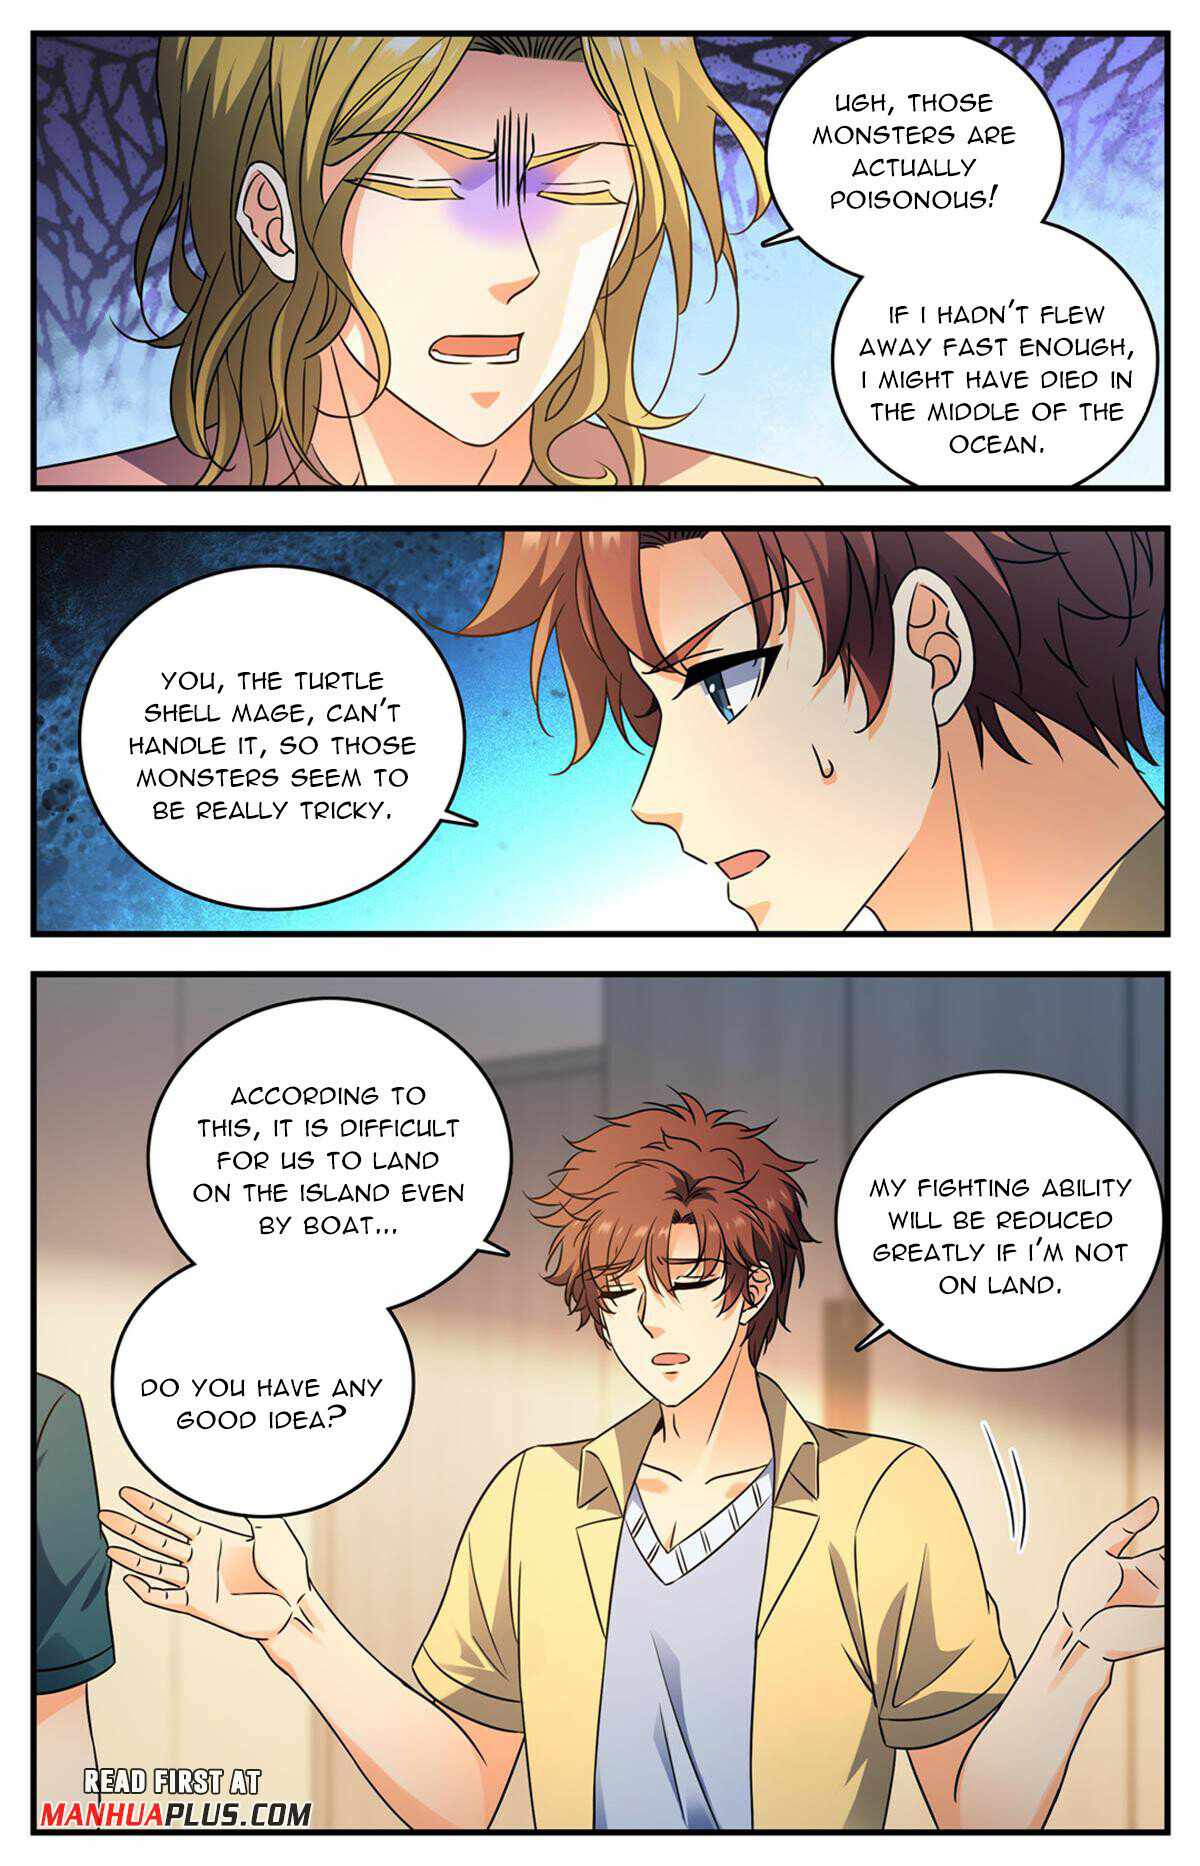 UGH, THOSE
MONSTERS ARE
ACTUALLY
POISONOUS!
IF I HADN'T FLEW
AWAY FAST ENOUGH,
I MIGHT HAVE DIED IN
THE MIDDLE OF THE
OCEAN.
YOU, THE TURTLE
SHELL MAGE, CAN'T
HANDLE IT, SO THOSE
MONSTERS SEEM TO
BE REALLY TRICKY.
ACCORDING TO
THIS, IT IS DIFFICULT
FOR US TO LAND
ON THE ISLAND EVEN
BY BOAT...
DO YOU HAVE ANY
GOOD IDEA?
MY FIGHTING ABILITY
WILL BE REDUCED
GREATLY IF I'M NOT
ON LAND.
READ FIRST AT
MANHUAPLUS.COM